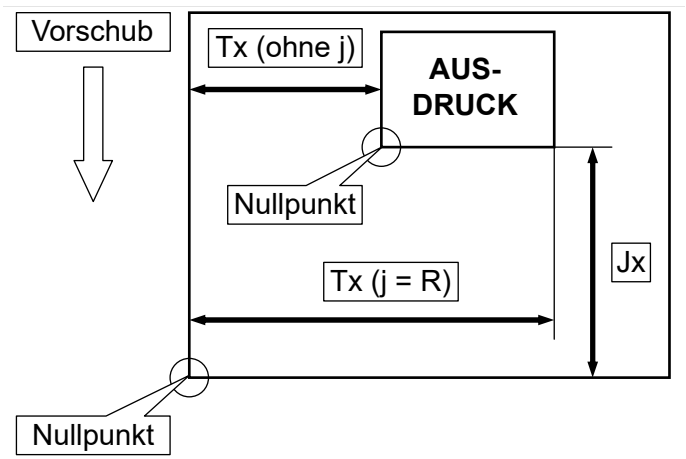 Vorschub
Tx (ohne j)
AUS-
DRUCK
Nullpunkt
Jx
Tx (j = R)
Nullpunkt